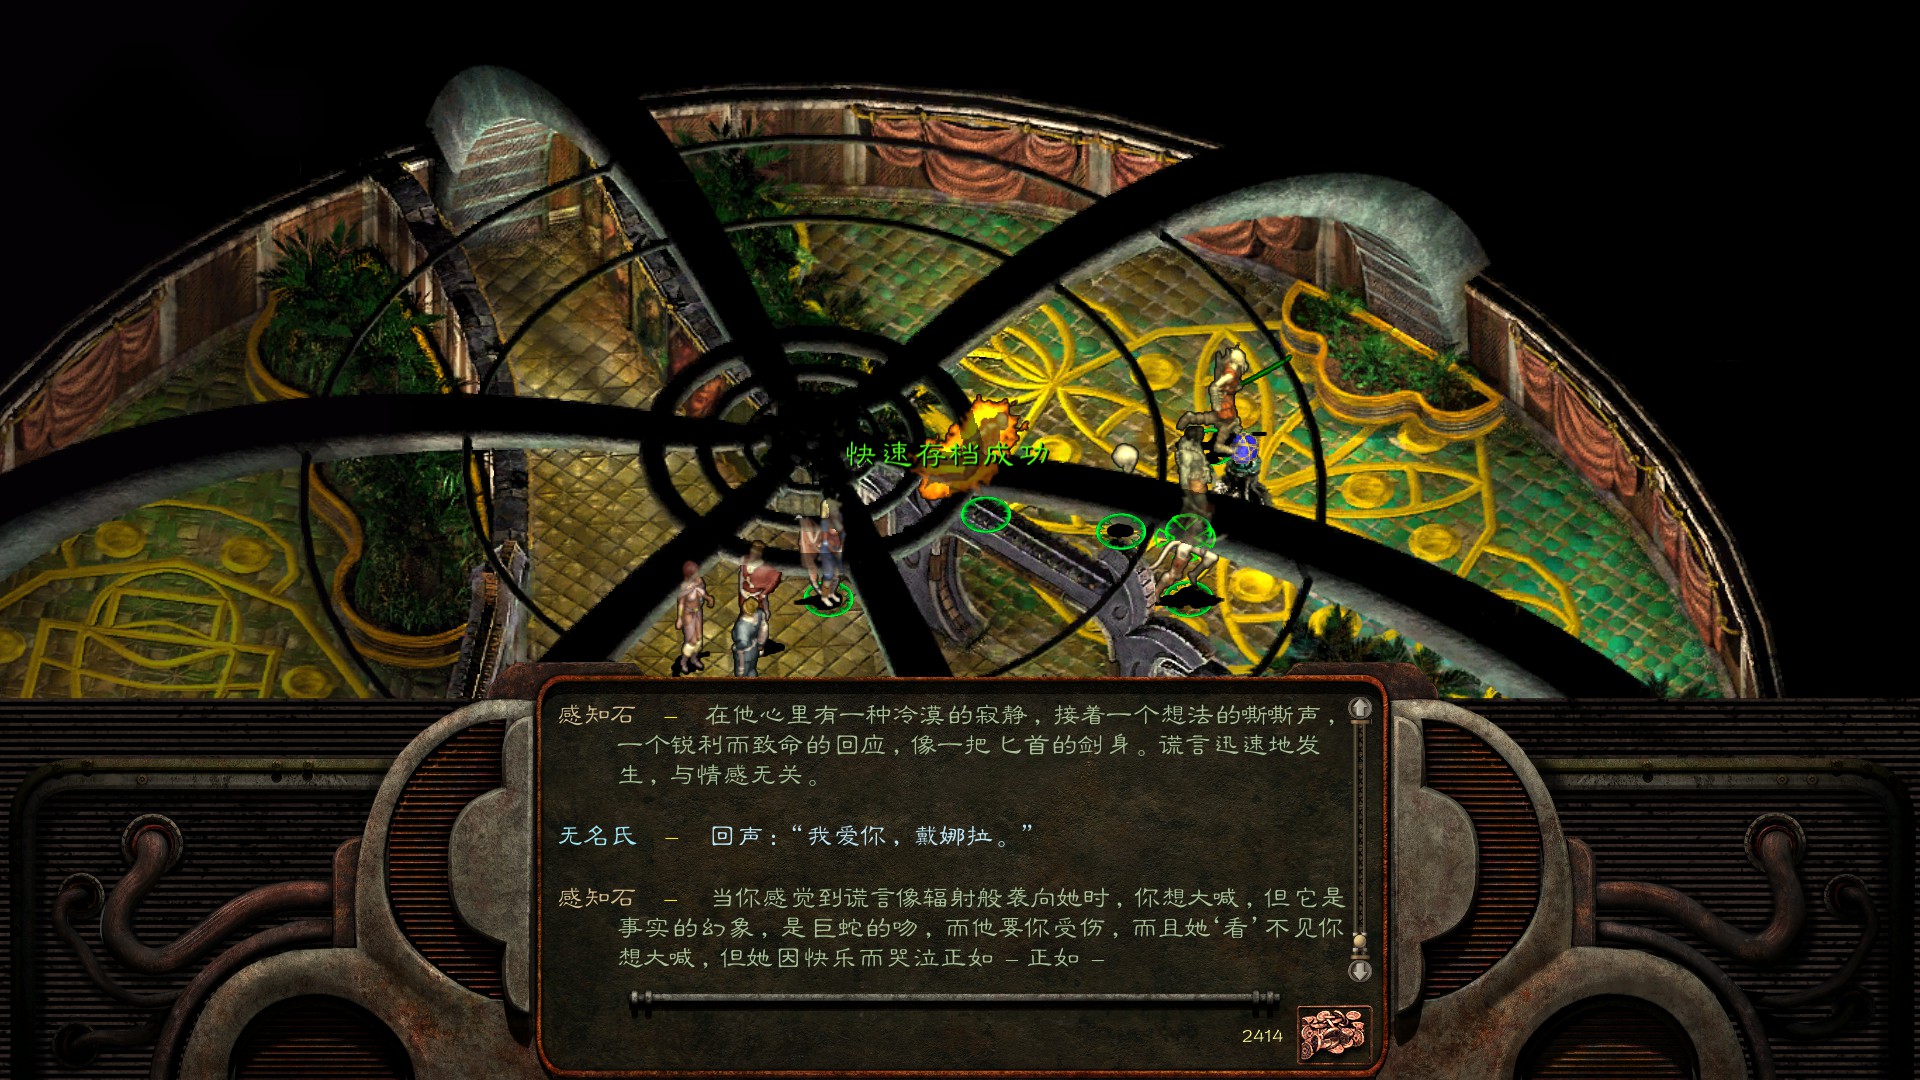 快速存档成功
感知石 – 在他心里有一种冷漠的寂静，接着一个想法的嘶嘶声，
一个锐利而致命的回应，像一把匕首的剑身。谎言迅速地发
生，与情感无关。
无名氏 – 回声：“我爱你，戴娜拉。”
感知石 – 当你感觉到谎言像辐射般袭向她时，你想大喊，但它是
事实的幻象，是巨蛇的吻，而他要你受伤，而且她‘看’不见你
想大喊，但她因快乐而哭泣正如 – 正如 –
2414